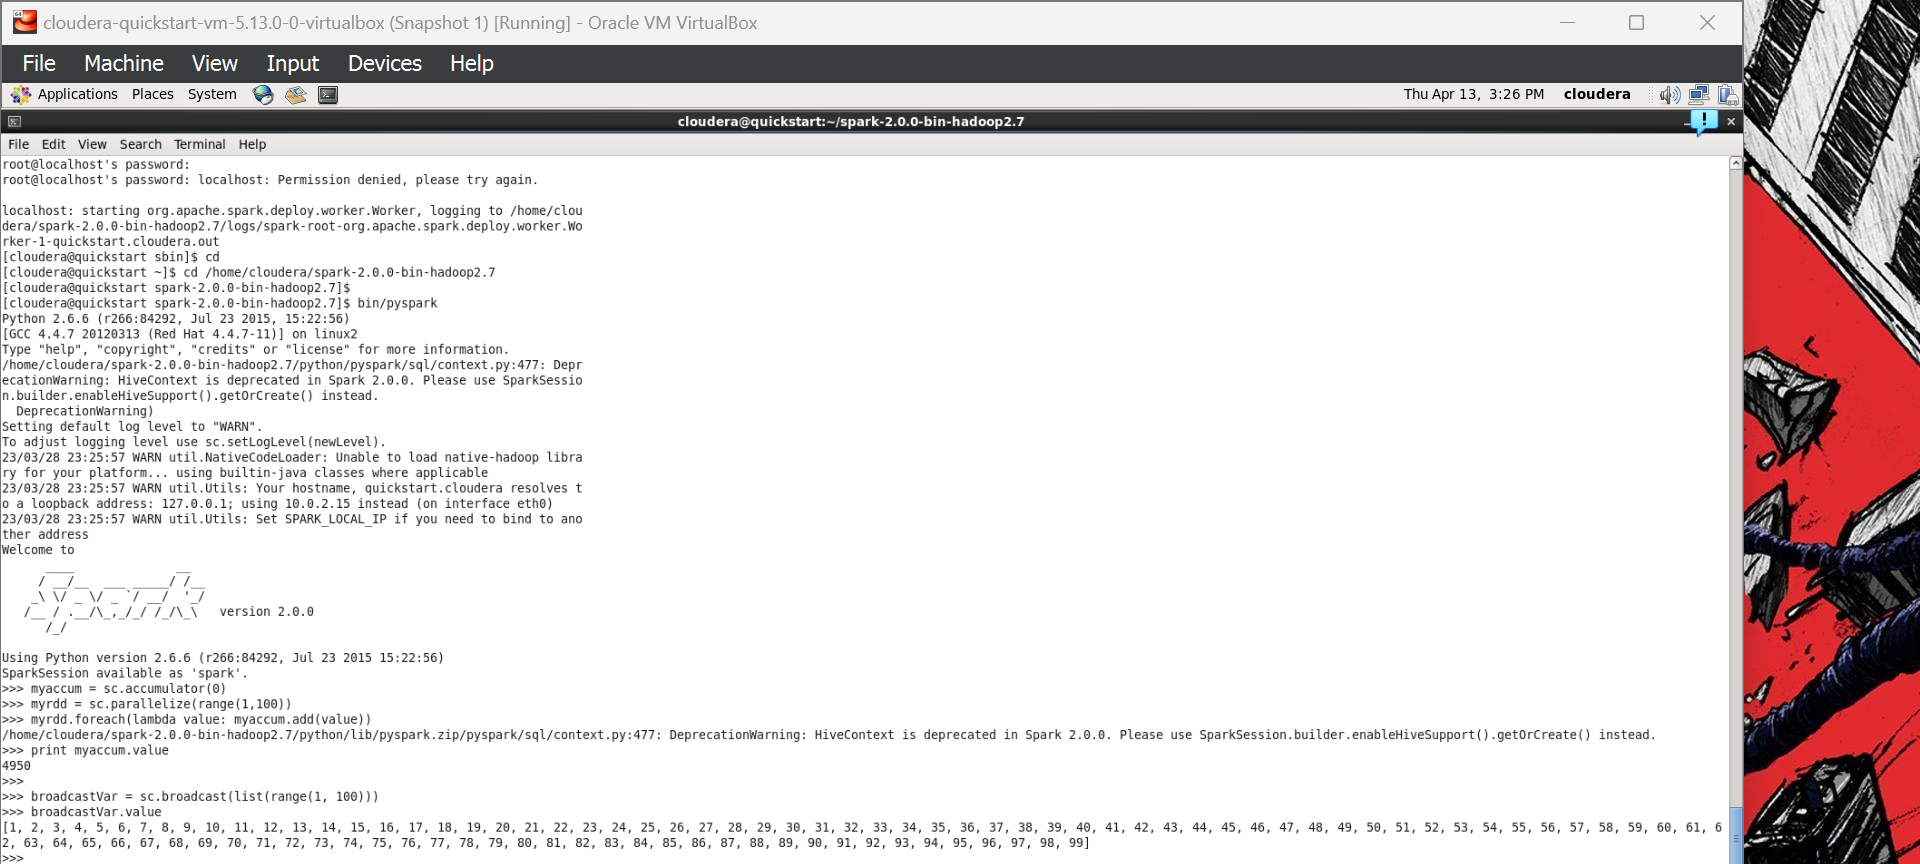 cloudera-quickstart-vm-5.13.0-0-virtualbox (Snapshot 1) [Running] - Oracle VM VirtualBox
File Machine View Input Devices Help
Applications Places System Thu Apr 13, 3:26 PM cloudera
cloudera@quickstart:~/spark-2.0.0-bin-hadoop2.7
File Edit View Search Terminal Help
root@localhost's password:
root@localhost's password: localhost: Permission denied, please try again.
localhost: starting org.apache.spark.deploy.worker.Worker, logging to /home/clou
dera/spark-2.0.0-bin-hadoop2.7/logs/spark-root-org.apache.spark.deploy.worker.Wo
rker-1-quickstart.cloudera.out
[cloudera@quickstart sbin]$ cd
[cloudera@quickstart ~]$ cd /home/cloudera/spark-2.0.0-bin-hadoop2.7
[cloudera@quickstart spark-2.0.0-bin-hadoop2.7]$
[cloudera@quickstart spark-2.0.0-bin-hadoop2.7]$ bin/pyspark
Python 2.6.6 (r266:84292, Jul 23 2015, 15:22:56)
[GCC 4.4.7 20120313 (Red Hat 4.4.7-11)] on linux2
Type "help", "copyright", "credits" or "license" for more information.
/home/cloudera/spark-2.0.0-bin-hadoop2.7/python/pyspark/sql/context.py:477: Depr
ecationWarning: HiveContext is deprecated in Spark 2.0.0. Please use SparkSessio
n.builder.enableHiveSupport().getOrCreate() instead.
  DeprecationWarning)
Setting default log level to "WARN".
To adjust logging level use sc.setLogLevel(newLevel).
23/03/28 23:25:57 WARN util.NativeCodeLoader: Unable to load native-hadoop libra
ry for your platform... using builtin-java classes where applicable
23/03/28 23:25:57 WARN util.Utils: Your hostname, quickstart.cloudera resolves t
o a loopback address: 127.0.0.1; using 10.0.2.15 instead (on interface eth0)
23/03/28 23:25:57 WARN util.Utils: Set SPARK_LOCAL_IP if you need to bind to ano
ther address
Welcome to
      ____              __
     / __/__  ___ _____/ /__
    _\ \/ _ \/ _ `/ __/  '_/
   /__ / .__/\_,_/_/ /_/\_\   version 2.0.0
      /_/
Using Python version 2.6.6 (r266:84292, Jul 23 2015 15:22:56)
SparkSession available as 'spark'.
>>> myaccum = sc.accumulator(0)
>>> myrdd = sc.parallelize(range(1,100))
>>> myrdd.foreach(lambda value: myaccum.add(value))
/home/cloudera/spark-2.0.0-bin-hadoop2.7/python/lib/pyspark.zip/pyspark/sql/context.py:477: DeprecationWarning: HiveContext is deprecated in Spark 2.0.0. Please use SparkSession.builder.enableHiveSupport().getOrCreate() instead.
>>> print myaccum.value
4950
>>>
>>> broadcastVar = sc.broadcast(list(range(1, 100)))
>>> broadcastVar.value
[1, 2, 3, 4, 5, 6, 7, 8, 9, 10, 11, 12, 13, 14, 15, 16, 17, 18, 19, 20, 21, 22, 23, 24, 25, 26, 27, 28, 29, 30, 31, 32, 33, 34, 35, 36, 37, 38, 39, 40, 41, 42, 43, 44, 45, 46, 47, 48, 49, 50, 51, 52, 53, 54, 55, 56, 57, 58, 59, 60, 61, 6
2, 63, 64, 65, 66, 67, 68, 69, 70, 71, 72, 73, 74, 75, 76, 77, 78, 79, 80, 81, 82, 83, 84, 85, 86, 87, 88, 89, 90, 91, 92, 93, 94, 95, 96, 97, 98, 99]
>>>